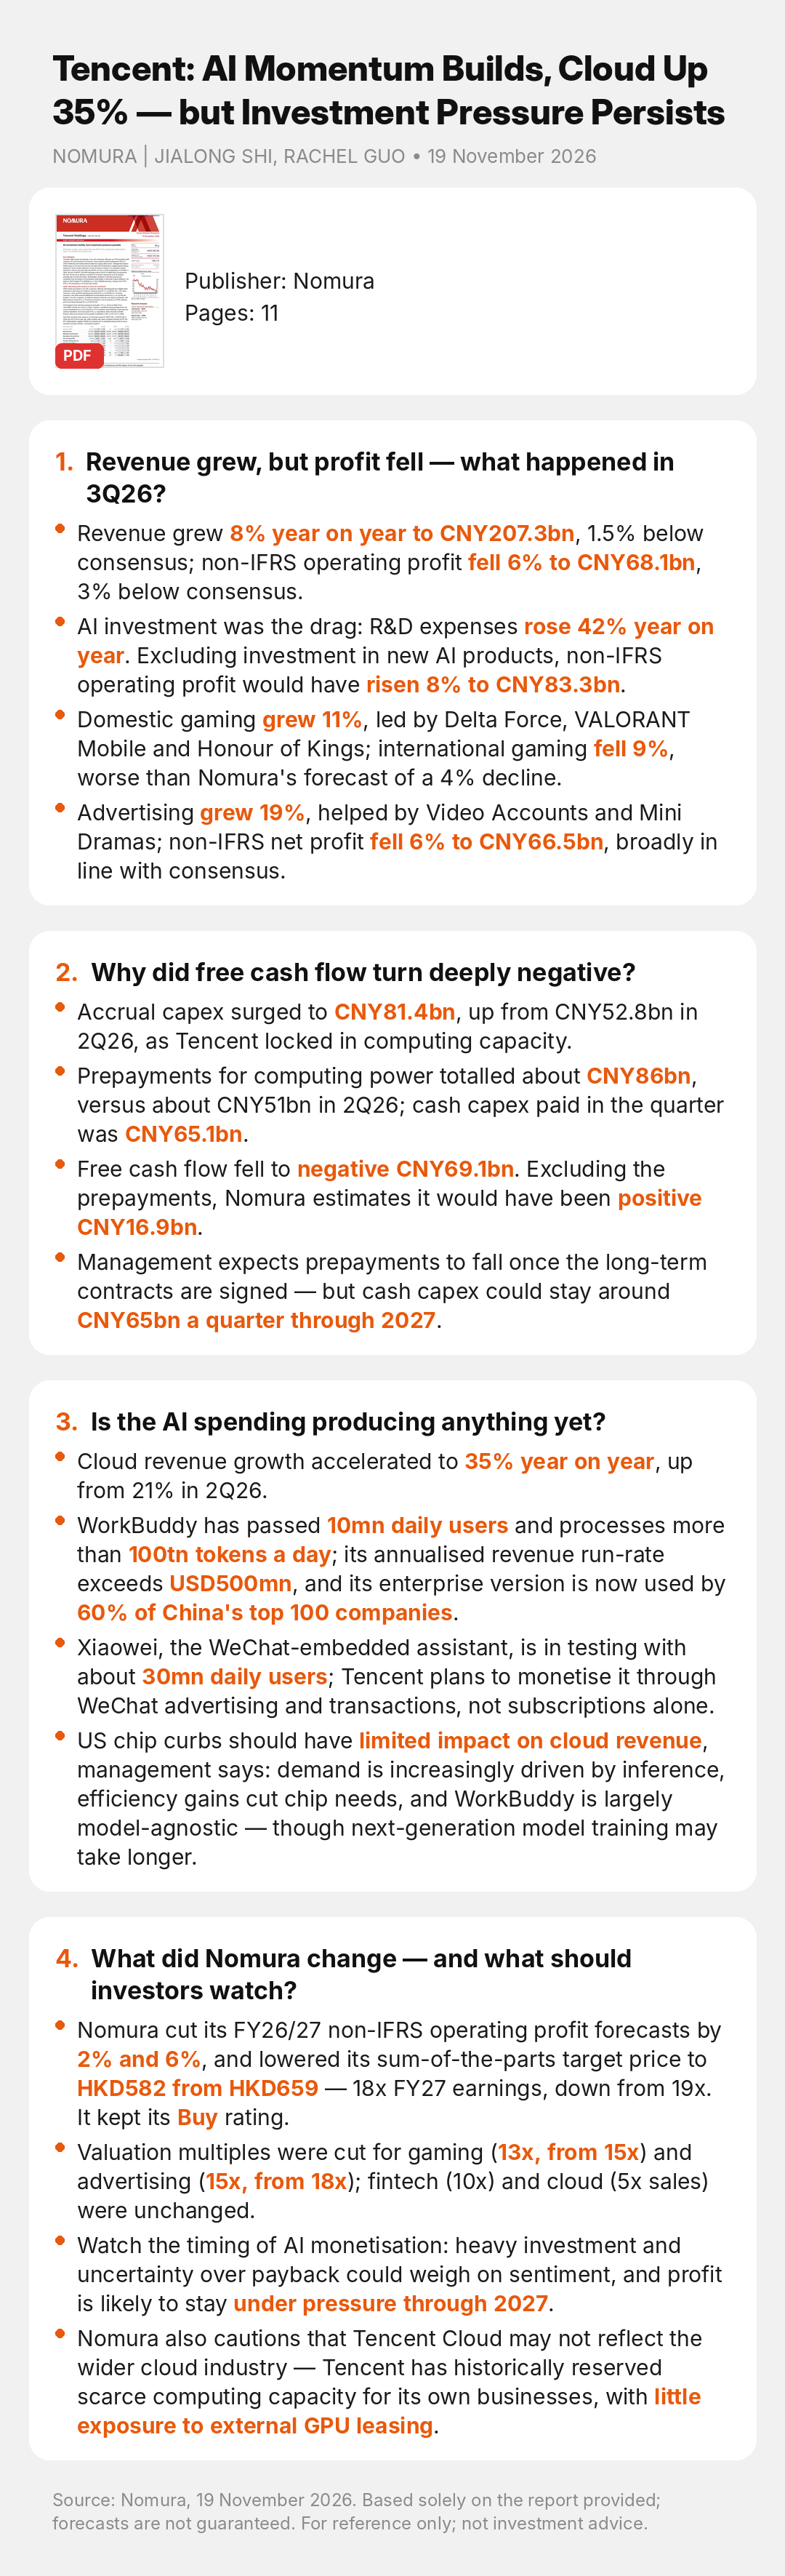 Tencent: AI Momentum Builds, Cloud Up
35% — but Investment Pressure Persists
NOMURA | JIALONG SHI, RACHEL GUO • 19 November 2026
NOMURA
PDF
Publisher: Nomura
Pages: 11
1. Revenue grew, but profit fell — what happened in
3Q26?
• Revenue grew 8% year on year to CNY207.3bn, 1.5% below
consensus; non-IFRS operating profit fell 6% to CNY68.1bn,
3% below consensus.
• AI investment was the drag: R&D expenses rose 42% year on
year. Excluding investment in new AI products, non-IFRS
operating profit would have risen 8% to CNY83.3bn.
• Domestic gaming grew 11%, led by Delta Force, VALORANT
Mobile and Honour of Kings; international gaming fell 9%,
worse than Nomura's forecast of a 4% decline.
• Advertising grew 19%, helped by Video Accounts and Mini
Dramas; non-IFRS net profit fell 6% to CNY66.5bn, broadly in
line with consensus.
2. Why did free cash flow turn deeply negative?
• Accrual capex surged to CNY81.4bn, up from CNY52.8bn in
2Q26, as Tencent locked in computing capacity.
• Prepayments for computing power totalled about CNY86bn,
versus about CNY51bn in 2Q26; cash capex paid in the quarter
was CNY65.1bn.
• Free cash flow fell to negative CNY69.1bn. Excluding the
prepayments, Nomura estimates it would have been positive
CNY16.9bn.
• Management expects prepayments to fall once the long-term
contracts are signed — but cash capex could stay around
CNY65bn a quarter through 2027.
3. Is the AI spending producing anything yet?
• Cloud revenue growth accelerated to 35% year on year, up
from 21% in 2Q26.
• WorkBuddy has passed 10mn daily users and processes more
than 100tn tokens a day; its annualised revenue run-rate
exceeds USD500mn, and its enterprise version is now used by
60% of China's top 100 companies.
• Xiaowei, the WeChat-embedded assistant, is in testing with
about 30mn daily users; Tencent plans to monetise it through
WeChat advertising and transactions, not subscriptions alone.
• US chip curbs should have limited impact on cloud revenue,
management says: demand is increasingly driven by inference,
efficiency gains cut chip needs, and WorkBuddy is largely
model-agnostic — though next-generation model training may
take longer.
4. What did Nomura change — and what should
investors watch?
• Nomura cut its FY26/27 non-IFRS operating profit forecasts by
2% and 6%, and lowered its sum-of-the-parts target price to
HKD582 from HKD659 — 18x FY27 earnings, down from 19x.
It kept its Buy rating.
• Valuation multiples were cut for gaming (13x, from 15x) and
advertising (15x, from 18x); fintech (10x) and cloud (5x sales)
were unchanged.
• Watch the timing of AI monetisation: heavy investment and
uncertainty over payback could weigh on sentiment, and profit
is likely to stay under pressure through 2027.
• Nomura also cautions that Tencent Cloud may not reflect the
wider cloud industry — Tencent has historically reserved
scarce computing capacity for its own businesses, with little
exposure to external GPU leasing.
Source: Nomura, 19 November 2026. Based solely on the report provided;
forecasts are not guaranteed. For reference only; not investment advice.